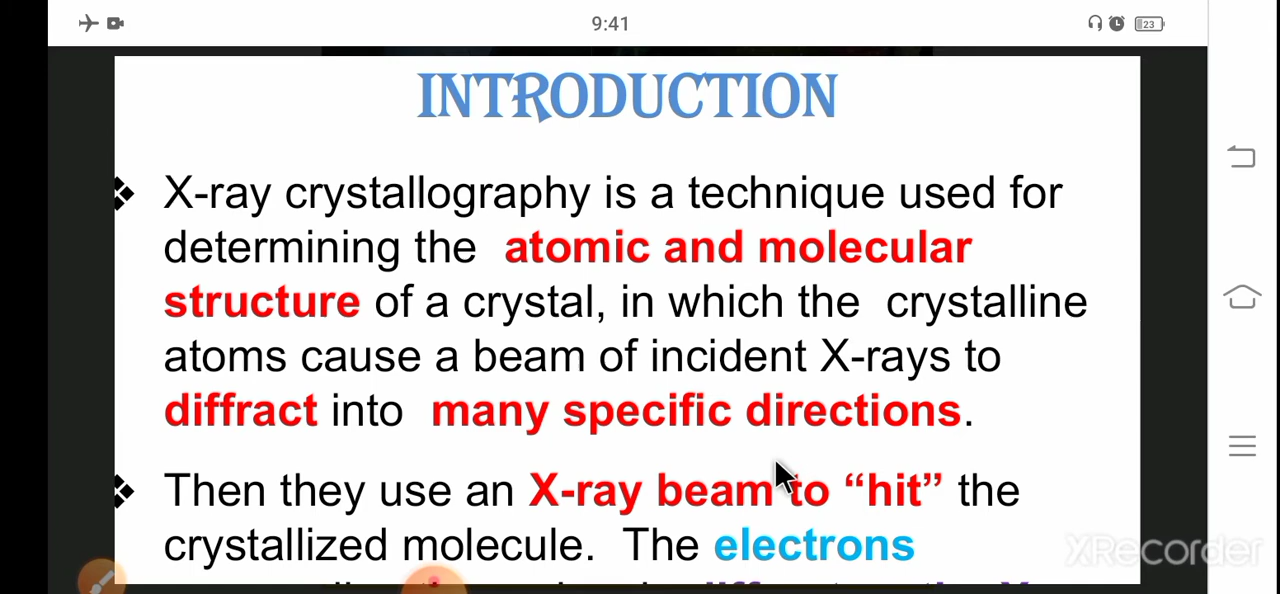 9:41
23
INTRODUCTION
X-ray crystallography is a technique used for
determining the atomic and molecular
structure of a crystal, in which the crystalline
atoms cause a beam of incident X-rays to
diffract into many specific directions.
Then they use an X-ray beam to “hit” the
crystallized molecule. The electrons
XRecorder